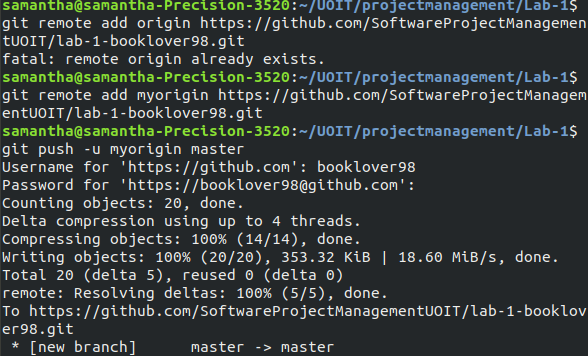 samantha@samantha-Precision-3520:~/UOIT/projectmanagement/Lab-1$
git remote add origin https://github.com/SoftwareProjectManagemen
tUOIT/lab-1-booklover98.git
fatal: remote origin already exists.
samantha@samantha-Precision-3520:~/UOIT/projectmanagement/Lab-1$
git remote add myorigin https://github.com/SoftwareProjectManagem
entUOIT/lab-1-booklover98.git
samantha@samantha-Precision-3520:~/UOIT/projectmanagement/Lab-1$
git push -u myorigin master
Username for 'https://github.com': booklover98
Password for 'https://booklover98@github.com':
Counting objects: 20, done.
Delta compression using up to 4 threads.
Compressing objects: 100% (14/14), done.
Writing objects: 100% (20/20), 353.32 KiB | 18.60 MiB/s, done.
Total 20 (delta 5), reused 0 (delta 0)
remote: Resolving deltas: 100% (5/5), done.
To https://github.com/SoftwareProjectManagementUOIT/lab-1-booklov
er98.git
 * [new branch]      master -> master